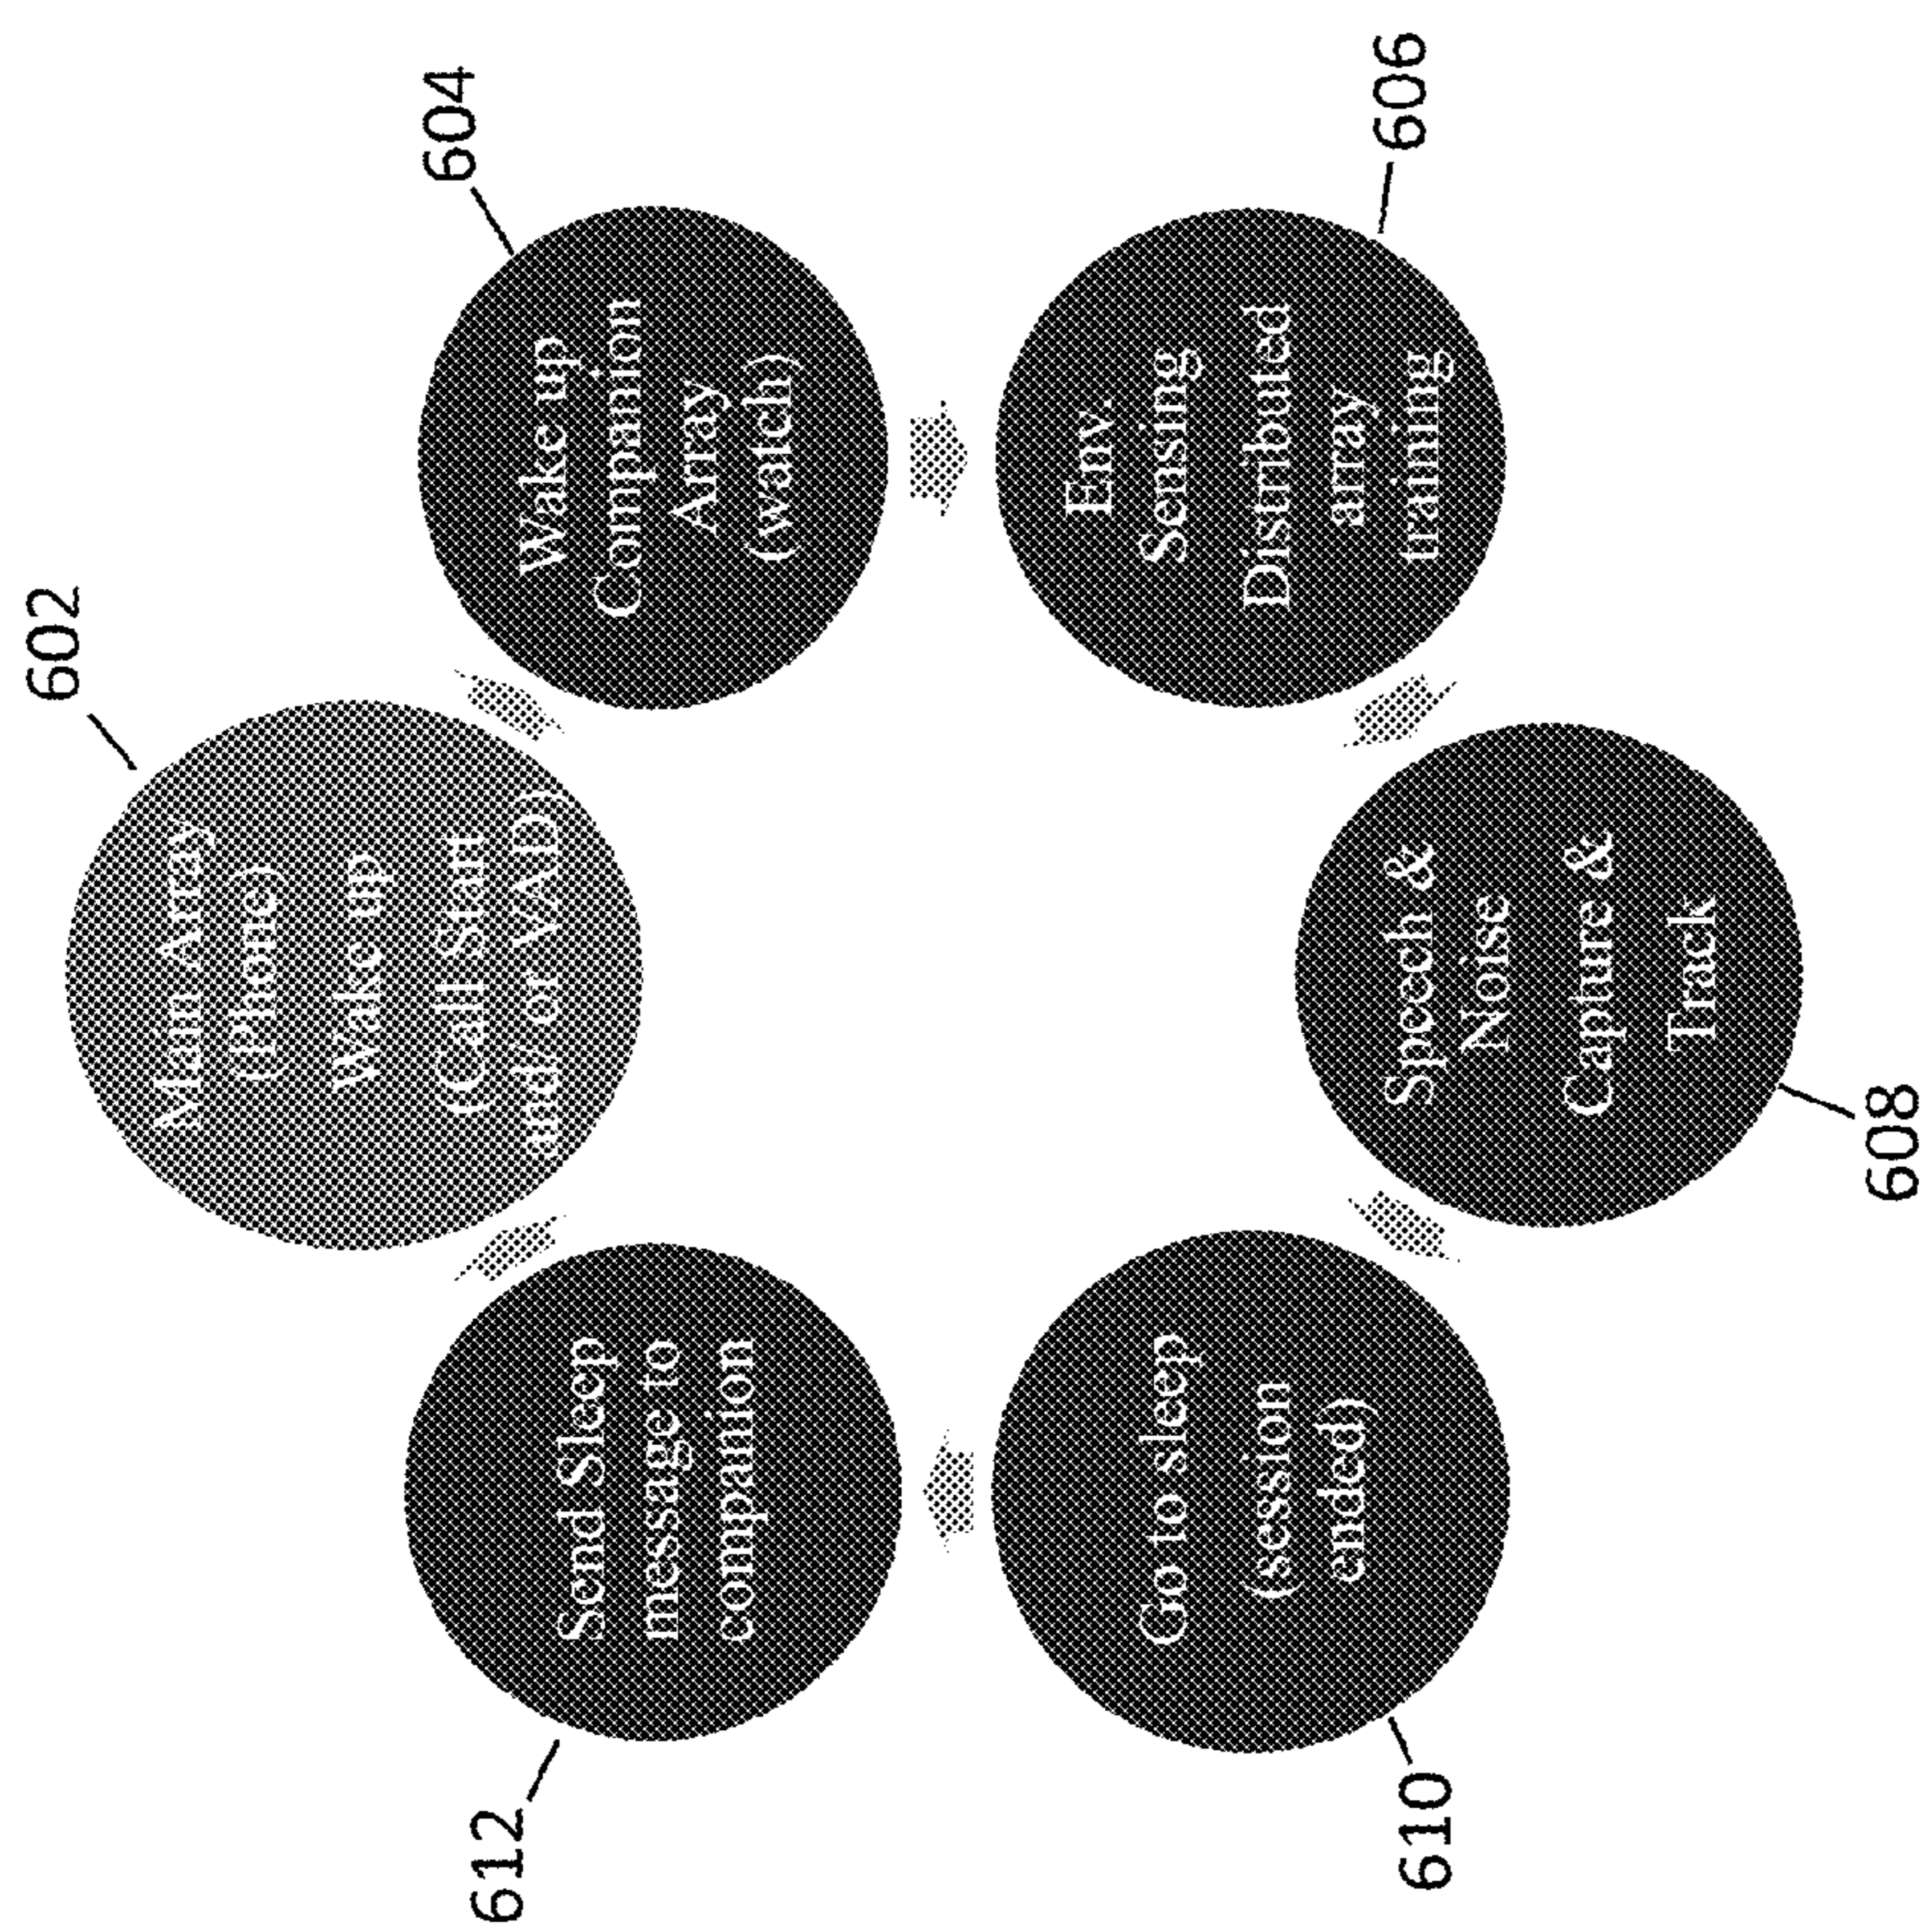 602
Main Array
(Phone)
Wake up
(Call Start
and/ or VAD)
604
Wake up
Companion
Array
(watch)
606
Env.
Sensing
Distributed
array
training
608
Speech &
Noise
Capture &
Track
610
Go to sleep
(session
ended)
612
Send Sleep
message to
companion